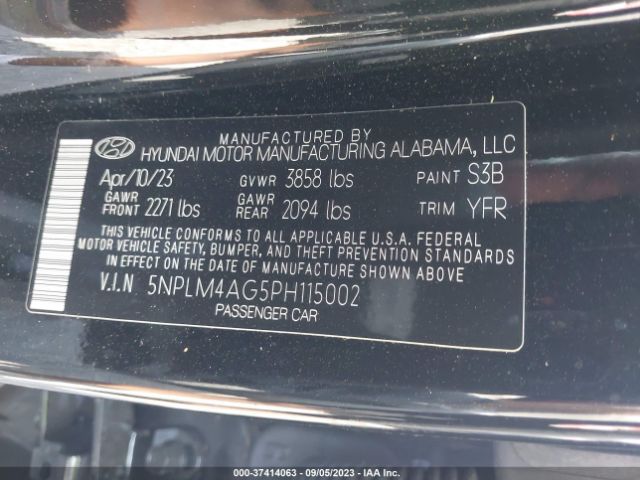 MANUFACTURED BY
HYUNDAI MOTOR MANUFACTURING ALABAMA, LLC
Apr/10/23 GVWR 3858 lbs PAINT S3B
GAWR FRONT 2271 lbs GAWR REAR 2094 lbs TRIM YFR
THIS VEHICLE CONFORMS TO ALL APPLICABLE U.S.A. FEDERAL
MOTOR VEHICLE SAFETY, BUMPER, AND THEFT PREVENTION STANDARDS
IN EFFECT ON THE DATE OF MANUFACTURE SHOWN ABOVE
V.I.N 5NPLM4AG5PH115002
PASSENGER CAR
000-37414063 - 09/05/2023 - IAA Inc.